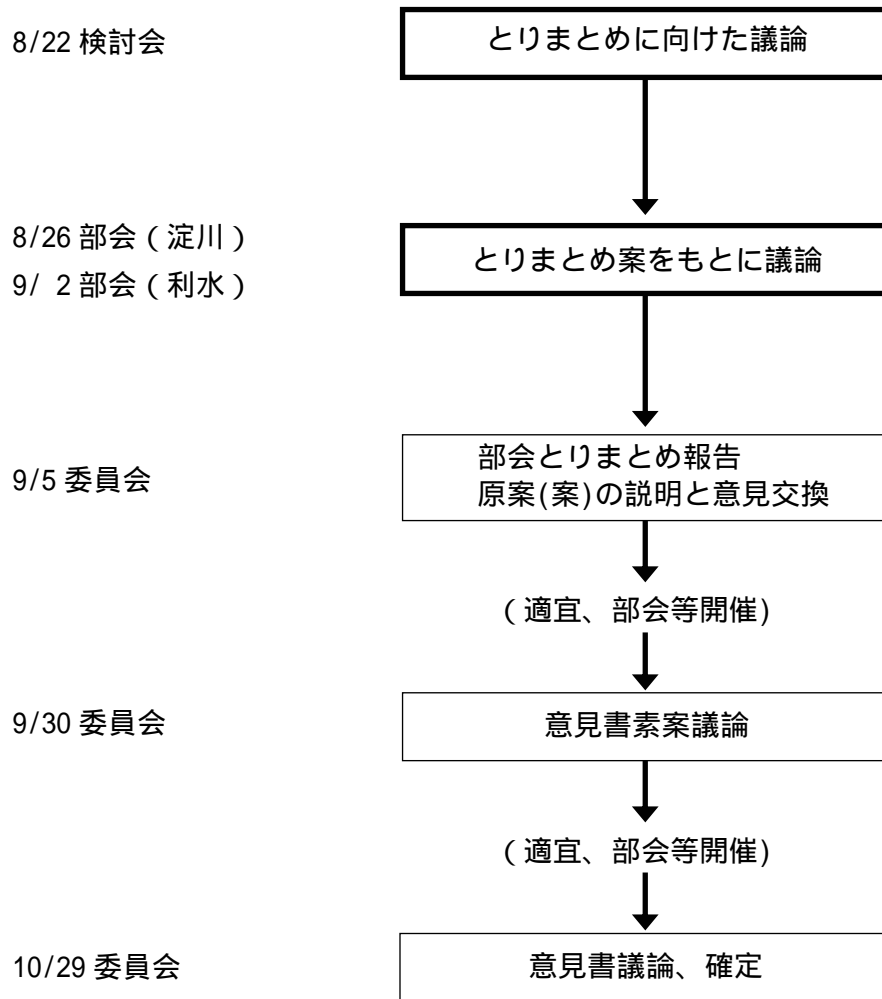 8/22 検討会
とりまとめに向けた議論
8/26 部会（淀川）
9/ 2 部会（利水）
とりまとめ案をもとに議論
9/5 委員会
部会とりまとめ報告
原案(案)の説明と意見交換
（適宜、部会等開催)
9/30 委員会
意見書素案議論
（適宜、部会等開催)
10/29 委員会
意見書議論、確定